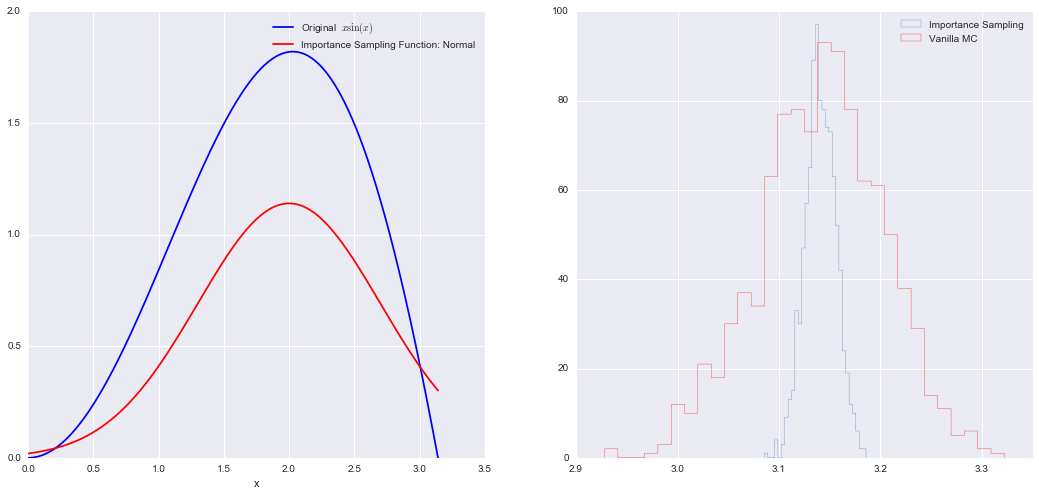 2.0
1.5
1.0
0.5
0.0
0.0 0.5 1.0 1.5 2.0 2.5 3.0 3.5
x
Original x sin(x)
Importance Sampling Function: Normal
100
80
60
40
20
0
2.9 3.0 3.1 3.2 3.3
Importance Sampling
Vanilla MC